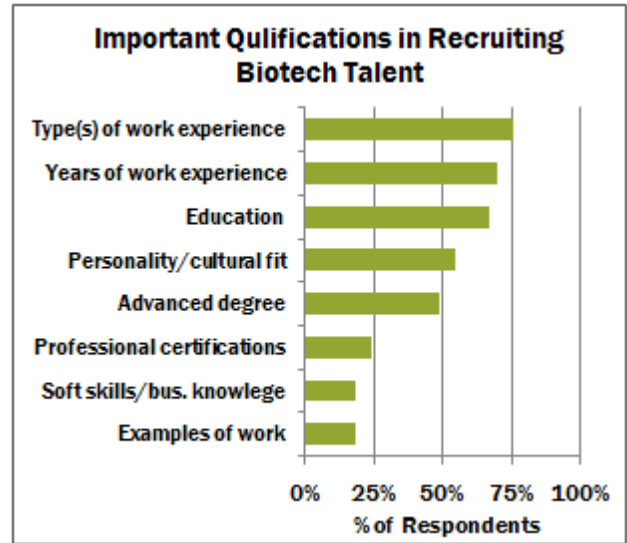 Important Qulifications in Recruiting
Biotech Talent
Type(s) of work experience
Years of work experience
Education
Personality/cultural fit
Advanced degree
Professional certifications
Soft skills/bus. knowlege
Examples of work
0% 25% 50% 75% 100%
% of Respondents